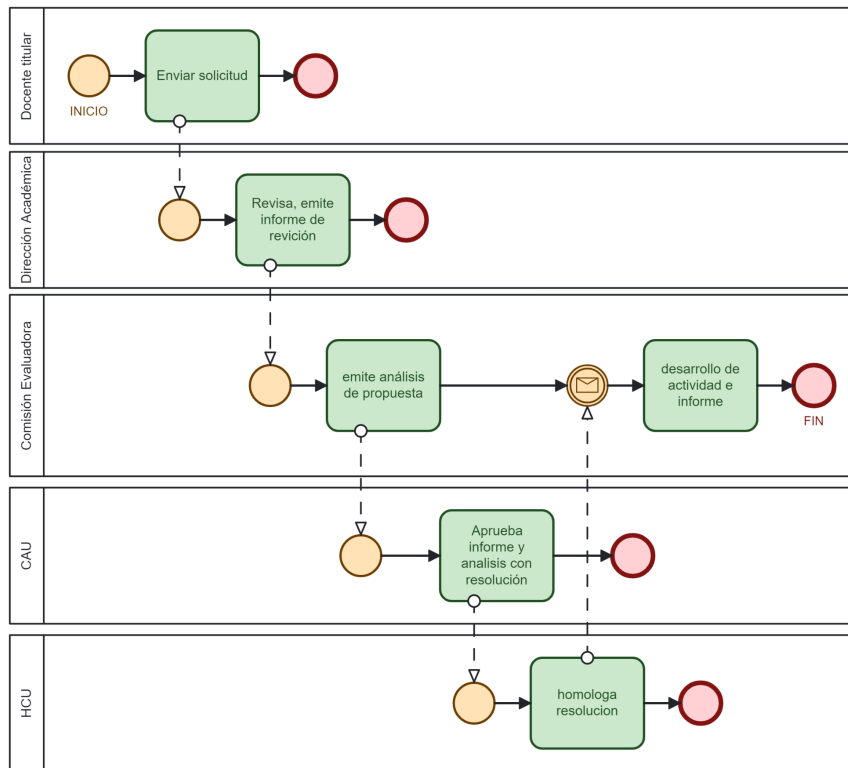 Docente titular
INICIO
Enviar solicitud
Dirección Académica
Revisa, emite
informe de
revición
Comisión Evaluadora
emite análisis
de propuesta
desarrollo de
actividad e
informe
FIN
CAU
Aprueba
informe y
analisis con
resolución
HCU
homologa
resolucion